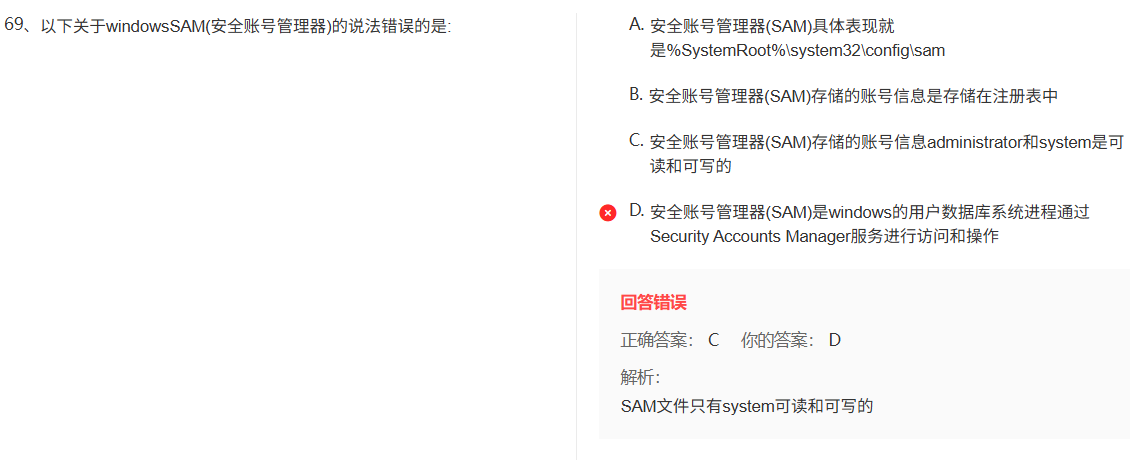 69、以下关于windowsSAM(安全账号管理器)的说法错误的是:
A. 安全账号管理器(SAM)具体表现就
是%SystemRoot%\system32\config\sam
B. 安全账号管理器(SAM)存储的账号信息是存储在注册表中
C. 安全账号管理器(SAM)存储的账号信息administrator和system是可
读和可写的
D. 安全账号管理器(SAM)是windows的用户数据库系统进程通过
Security Accounts Manager服务进行访问和操作
回答错误
正确答案： C 你的答案： D
解析：
SAM文件只有system可读和可写的